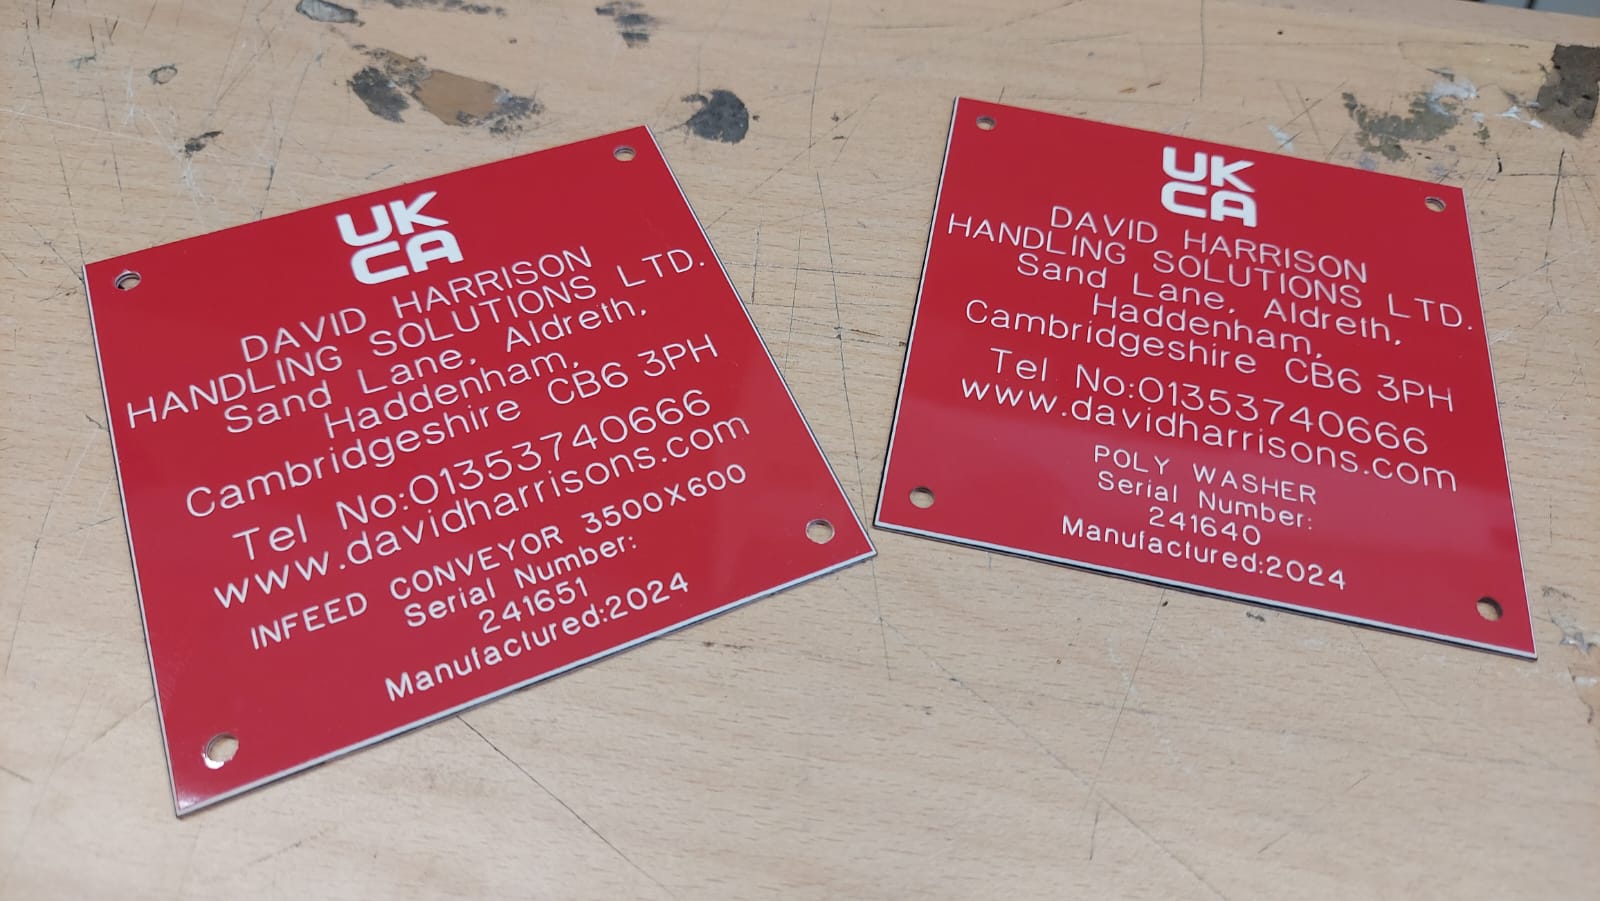 UK
CA
DAVID HARRISON
HANDLING SOLUTIONS LTD.
Sand Lane, Aldreth,
Haddenham,
Cambridgeshire CB6 3PH
Tel No:01353740666
www.davidharrisons.com
INFEED CONVEYOR 3500X600
Serial Number:
241651
Manufactured:2024
UK
CA
DAVID HARRISON
HANDLING SOLUTIONS LTD.
Sand Lane, Aldreth,
Haddenham,
Cambridgeshire CB6 3PH
Tel No:01353740666
www.davidharrisons.com
POLY WASHER
Serial Number:
241640
Manufactured:2024